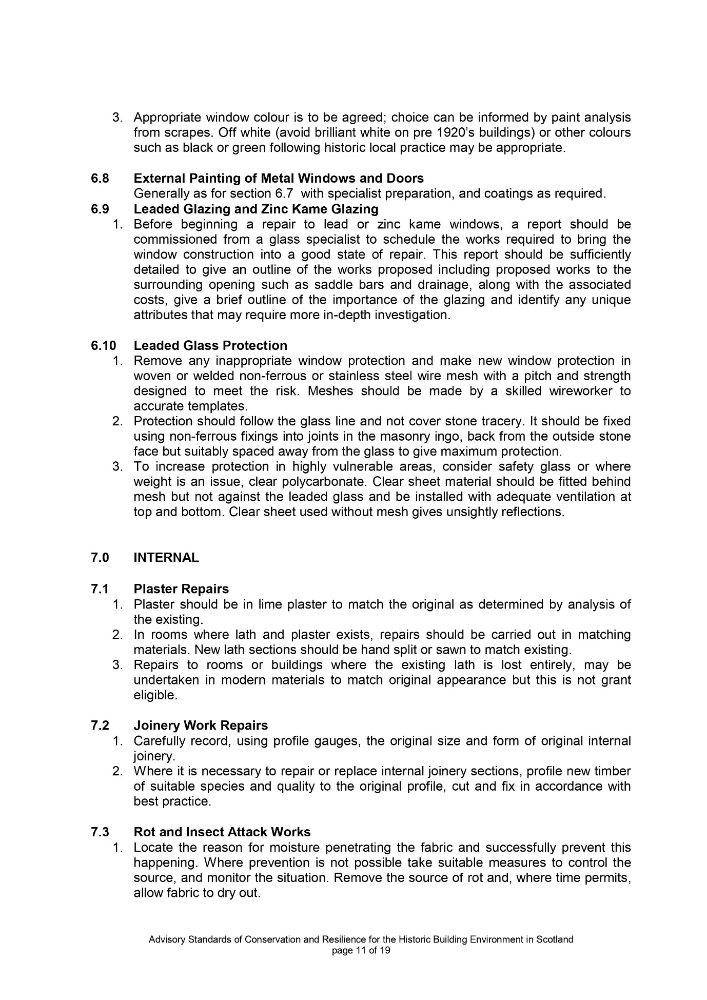 3. Appropriate window colour is to be agreed; choice can be informed by paint analysis
from scrapes. Off white (avoid brilliant white on pre 1920’s buildings) or other colours
such as black or green following historic local practice may be appropriate.
6.8 External Painting of Metal Windows and Doors
Generally as for section 6.7 with specialist preparation, and coatings as required.
6.9 Leaded Glazing and Zinc Kame Glazing
1. Before beginning a repair to lead or zinc kame windows, a report should be
commissioned from a glass specialist to schedule the works required to bring the
window construction into a good state of repair. This report should be sufficiently
detailed to give an outline of the works proposed including proposed works to the
surrounding opening such as saddle bars and drainage, along with the associated
costs, give a brief outline of the importance of the glazing and identify any unique
attributes that may require more in-depth investigation.
6.10 Leaded Glass Protection
1. Remove any inappropriate window protection and make new window protection in
woven or welded non-ferrous or stainless steel wire mesh with a pitch and strength
designed to meet the risk. Meshes should be made by a skilled wireworker to
accurate templates.
2. Protection should follow the glass line and not cover stone tracery. It should be fixed
using non-ferrous fixings into joints in the masonry ingo, back from the outside stone
face but suitably spaced away from the glass to give maximum protection.
3. To increase protection in highly vulnerable areas, consider safety glass or where
weight is an issue, clear polycarbonate. Clear sheet material should be fitted behind
mesh but not against the leaded glass and be installed with adequate ventilation at
top and bottom. Clear sheet used without mesh gives unsightly reflections.
7.0 INTERNAL
7.1 Plaster Repairs
1. Plaster should be in lime plaster to match the original as determined by analysis of
the existing.
2. In rooms where lath and plaster exists, repairs should be carried out in matching
materials. New lath sections should be hand split or sawn to match existing.
3. Repairs to rooms or buildings where the existing lath is lost entirely, may be
undertaken in modern materials to match original appearance but this is not grant
eligible.
7.2 Joinery Work Repairs
1. Carefully record, using profile gauges, the original size and form of original internal
joinery.
2. Where it is necessary to repair or replace internal joinery sections, profile new timber
of suitable species and quality to the original profile, cut and fix in accordance with
best practice.
7.3 Rot and Insect Attack Works
1. Locate the reason for moisture penetrating the fabric and successfully prevent this
happening. Where prevention is not possible take suitable measures to control the
source, and monitor the situation. Remove the source of rot and, where time permits,
allow fabric to dry out.
Advisory Standards of Conservation and Resilience for the Historic Building Environment in Scotland
page 11 of 19